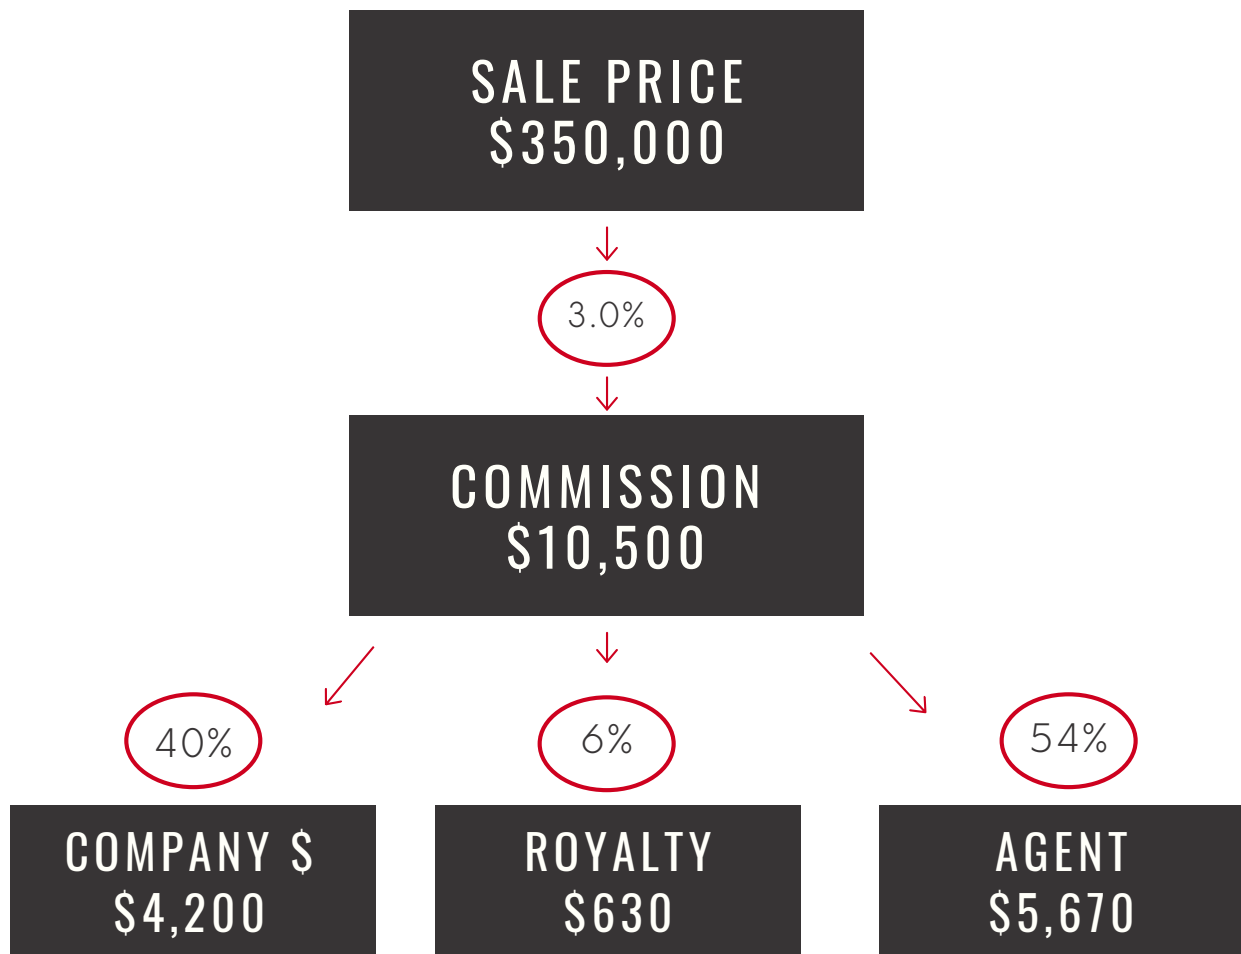 SALE PRICE
$350,000
3.0%
COMMISSION
$10,500
40%
6%
54%
COMPANY $
$4,200
ROYALTY
$630
AGENT
$5,670